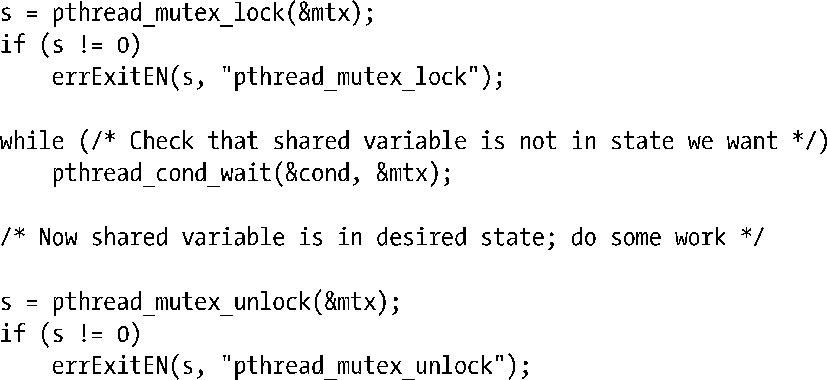 s = pthread_mutex_lock(&mtx);
if (s != 0)
    errExitEN(s, "pthread_mutex_lock");

while (/* Check that shared variable is not in state we want */)
    pthread_cond_wait(&cond, &mtx);

/* Now shared variable is in desired state; do some work */

s = pthread_mutex_unlock(&mtx);
if (s != 0)
    errExitEN(s, "pthread_mutex_unlock");